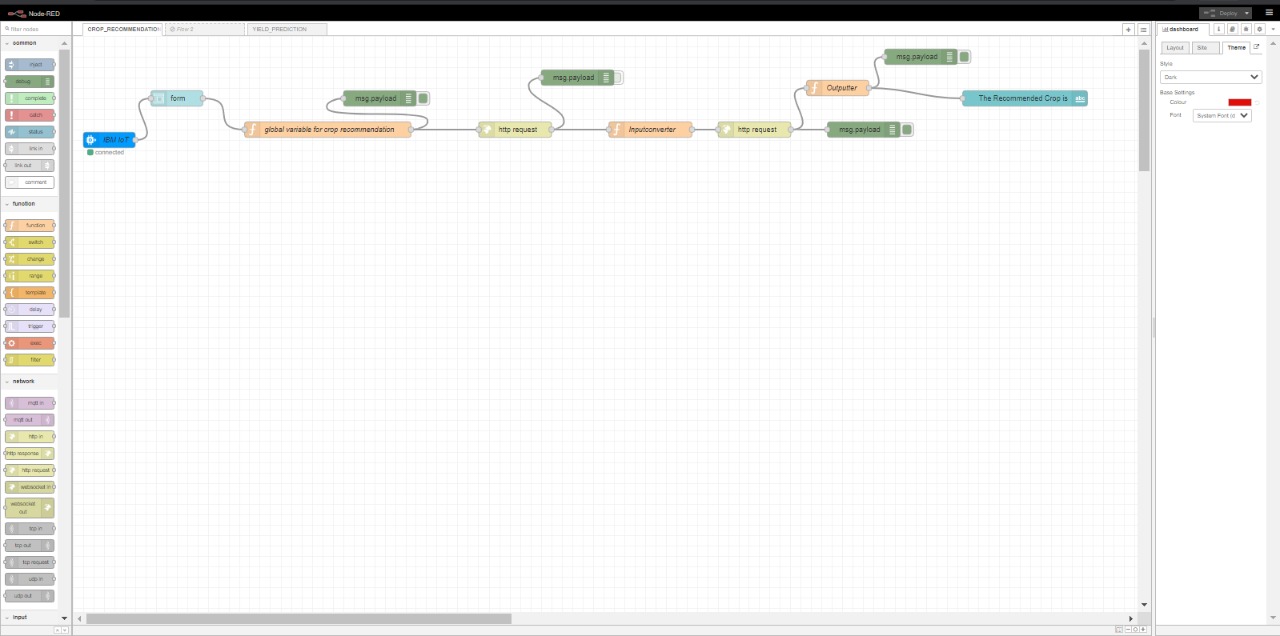 Node-RED
Deploy
filter nodes
common
inject
debug
complete
catch
status
link in
link out
comment
function
function
switch
change
range
template
delay
trigger
exec
filter
network
mqtt in
mqtt out
http in
http response
http request
websocket in
websocket
out
tcp in
tcp out
tcp request
udp in
udp out
input
CROP_RECOMMENDATION
Flow 2
YIELD_PREDICTION
IBM IoT
connected
form
msg.payload
global variable for crop recommendation
http request
msg.payload
Inputconverter
http request
Outputter
msg.payload
msg.payload
The Recommended Crop is
abc
dashboard
Layout
Site
Theme
Style
Dark
Base Settings
Colour
Font
System Font (d